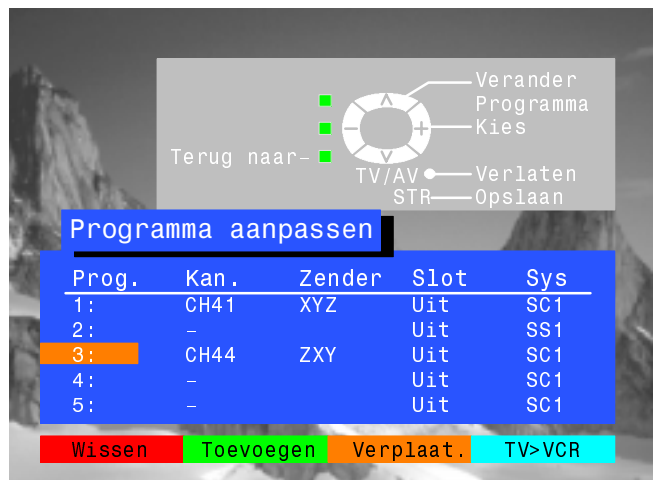 Verander
Programma
Kies
Terug naar
TV/AV Verlaten
STR Opslaan
Programma aanpassen
Prog. Kan. Zender Slot Sys
1: CH41 XYZ Uit SC1
2: – Uit SS1
3: CH44 ZXY Uit SC1
4: – Uit SC1
5: – Uit SC1
Wissen Toevoegen Verplaat. TV>VCR